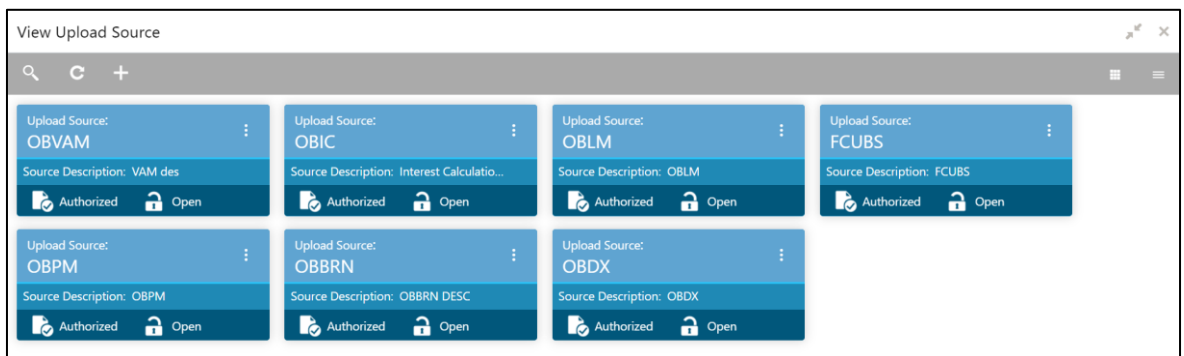 View Upload Source
Upload Source:
OBVAM
Source Description: VAM des
Authorized Open
Upload Source:
OBIC
Source Description: Interest Calculatio...
Authorized Open
Upload Source:
OBLM
Source Description: OBLM
Authorized Open
Upload Source:
FCUBS
Source Description: FCUBS
Authorized Open
Upload Source:
OBPM
Source Description: OBPM
Authorized Open
Upload Source:
OBBRN
Source Description: OBBRN DESC
Authorized Open
Upload Source:
OBDX
Source Description: OBDX
Authorized Open